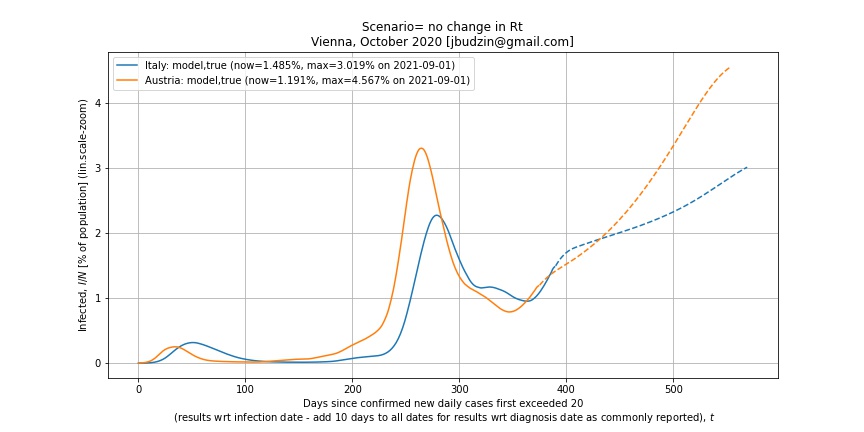 Scenario= no change in Rt
Vienna, October 2020 [jbudzin@gmail.com]
Italy: model,true (now=1.485%, max=3.019% on 2021-09-01)
Austria: model,true (now=1.191%, max=4.567% on 2021-09-01)
Infected, I/N [% of population] (lin.scale-zoom)
4
3
2
1
0
0 100 200 300 400 500
Days since confirmed new daily cases first exceeded 20
(results wrt infection date - add 10 days to all dates for results wrt diagnosis date as commonly reported), t